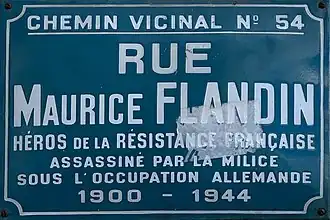 CHEMIN VICINAL Nº 54
RUE
MAURICE FLANDIN
HÉROS DE LA RÉSISTANCE FRANÇAISE
ASSASSINÉ PAR LA MILICE
SOUS L'OCCUPATION ALLEMANDE
1900 - 1944